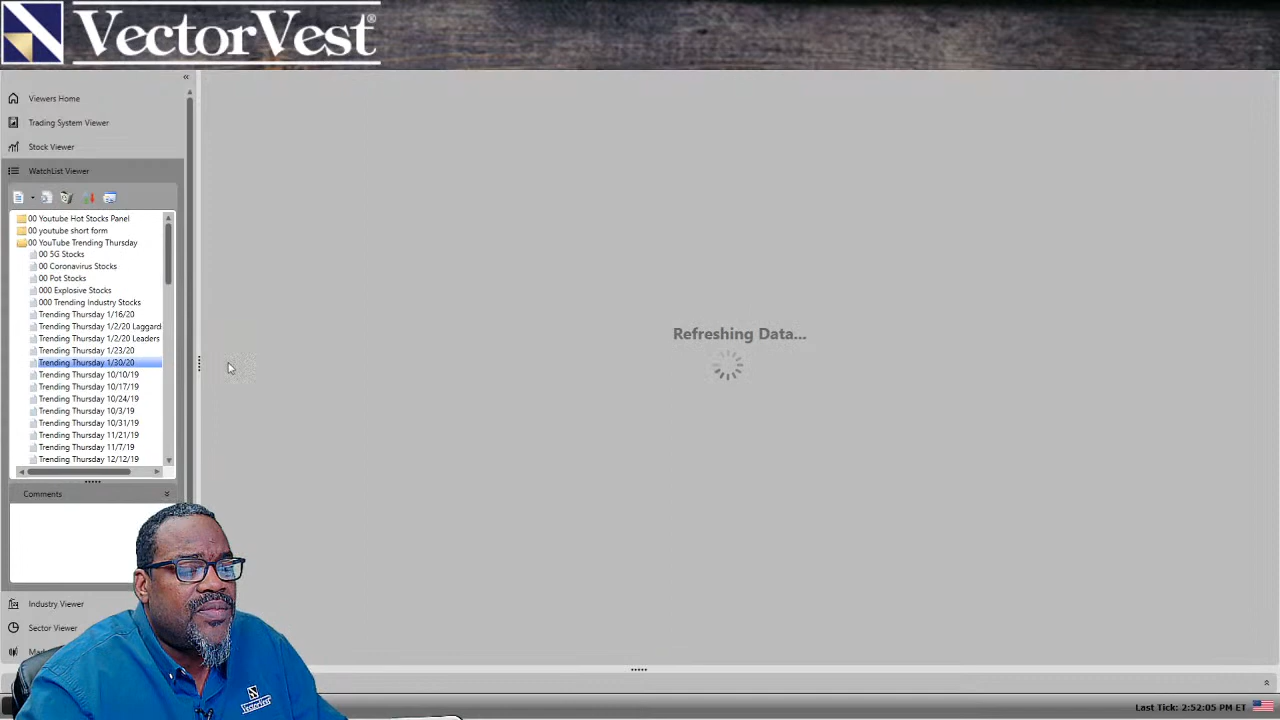 VectorVest®
«
Viewers Home
Trading System Viewer
Stock Viewer
WatchList Viewer
00 Youtube Hot Stocks Panel
00 youtube short form
00 YouTube Trending Thursday
00 5G Stocks
00 Coronavirus Stocks
00 Pot Stocks
000 Explosive Stocks
000 Trending Industry Stocks
Trending Thursday 1/16/20
Trending Thursday 1/2/20 Laggard
Trending Thursday 1/2/20 Leaders
Trending Thursday 1/23/20
Trending Thursday 1/30/20
Trending Thursday 10/10/19
Trending Thursday 10/17/19
Trending Thursday 10/24/19
Trending Thursday 10/3/19
Trending Thursday 10/31/19
Trending Thursday 11/21/19
Trending Thursday 11/7/19
Trending Thursday 12/12/19
Refreshing Data...
Comments
Industry Viewer
Sector Viewer
Ma
VectorVest
Last Tick: 2:52:05 PM ET